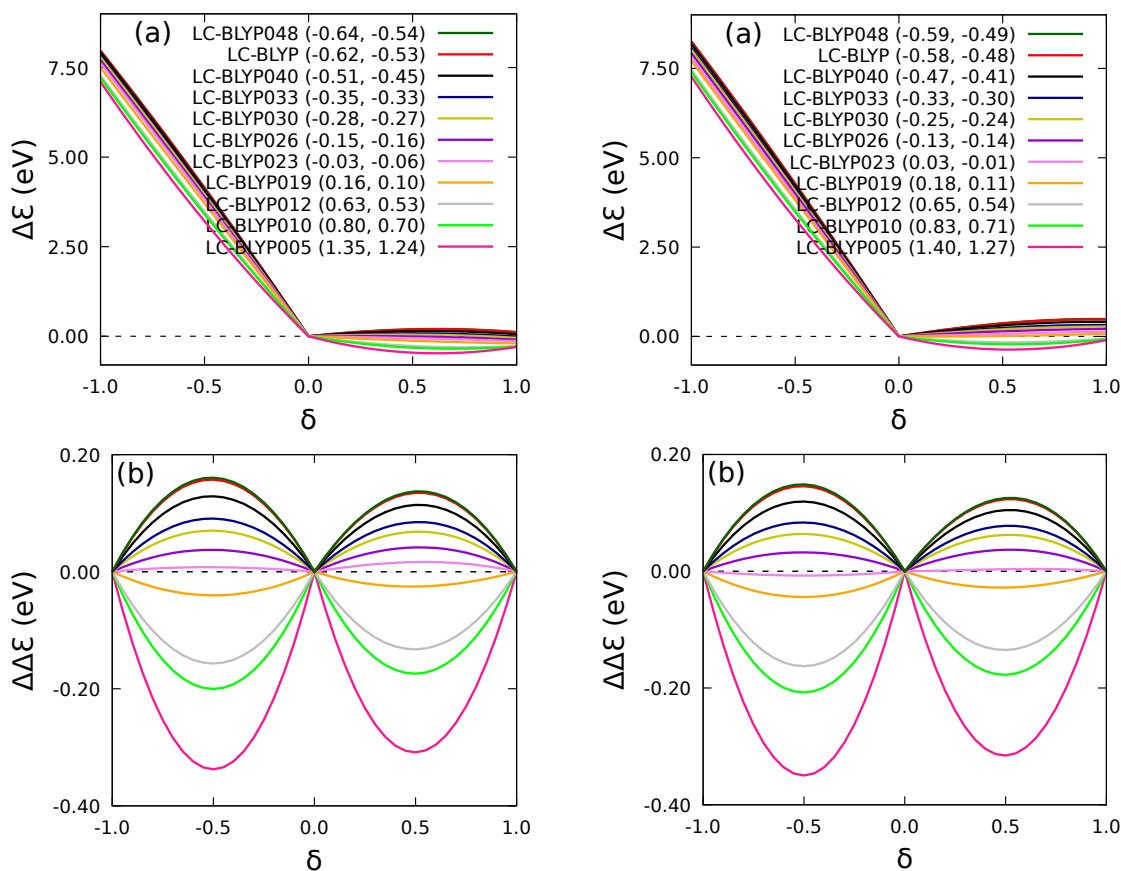 (a)
LC-BLYP048 (-0.64, -0.54)
LC-BLYP (-0.62, -0.53)
LC-BLYP040 (-0.51, -0.45)
LC-BLYP033 (-0.35, -0.33)
LC-BLYP030 (-0.28, -0.27)
LC-BLYP026 (-0.15, -0.16)
LC-BLYP023 (-0.03, -0.06)
LC-BLYP019 (0.16, 0.10)
LC-BLYP012 (0.63, 0.53)
LC-BLYP010 (0.80, 0.70)
LC-BLYP005 (1.35, 1.24)
7.50
5.00
2.50
0.00
ΔƐ (eV)
-1.0 -0.5 0.0 0.5 1.0
δ
(a)
LC-BLYP048 (-0.59, -0.49)
LC-BLYP (-0.58, -0.48)
LC-BLYP040 (-0.47, -0.41)
LC-BLYP033 (-0.33, -0.30)
LC-BLYP030 (-0.25, -0.24)
LC-BLYP026 (-0.13, -0.14)
LC-BLYP023 (0.03, -0.01)
LC-BLYP019 (0.18, 0.11)
LC-BLYP012 (0.65, 0.54)
LC-BLYP010 (0.83, 0.71)
LC-BLYP005 (1.40, 1.27)
7.50
5.00
2.50
0.00
ΔƐ (eV)
-1.0 -0.5 0.0 0.5 1.0
δ
(b)
0.20
0.00
-0.20
-0.40
ΔΔƐ (eV)
-1.0 -0.5 0.0 0.5 1.0
δ
(b)
0.20
0.00
-0.20
-0.40
ΔΔƐ (eV)
-1.0 -0.5 0.0 0.5 1.0
δ